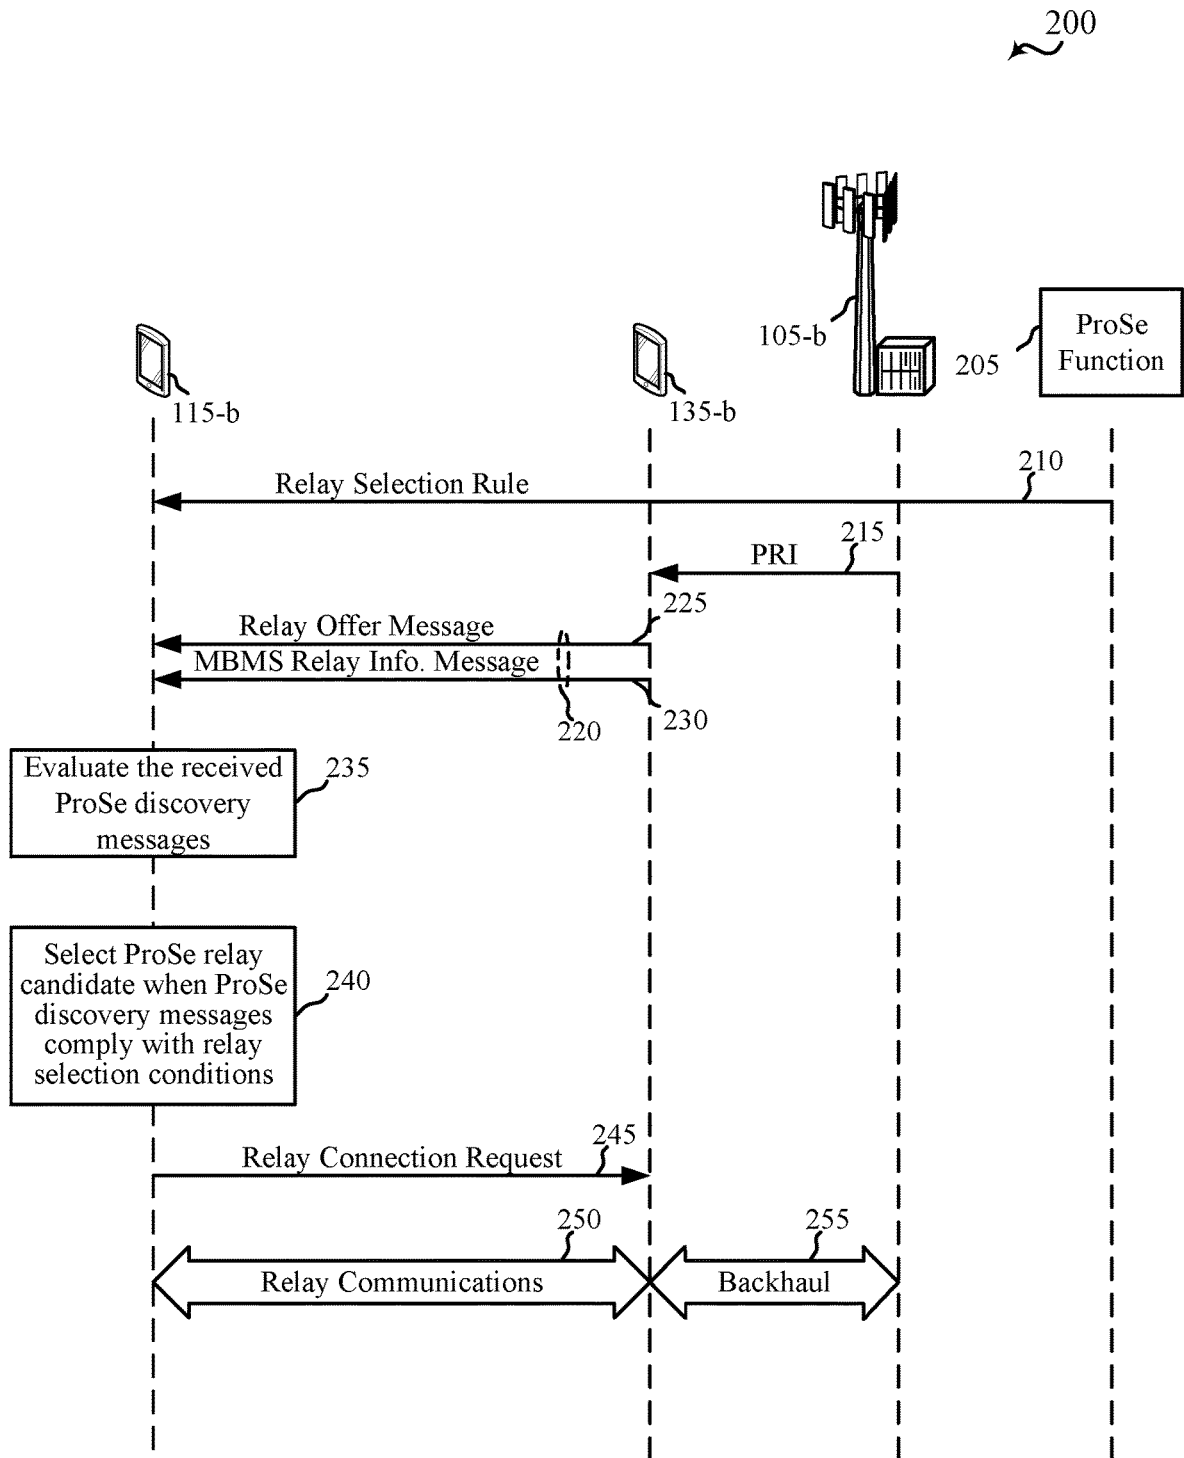 200
105-b
205
ProSe
Function
115-b
135-b
Relay Selection Rule
210
PRI
215
Relay Offer Message
225
MBMS Relay Info. Message
220
230
Evaluate the received
ProSe discovery
messages
235
Select ProSe relay
candidate when ProSe
discovery messages
comply with relay
selection conditions
240
Relay Connection Request
245
250
255
Relay Communications
Backhaul